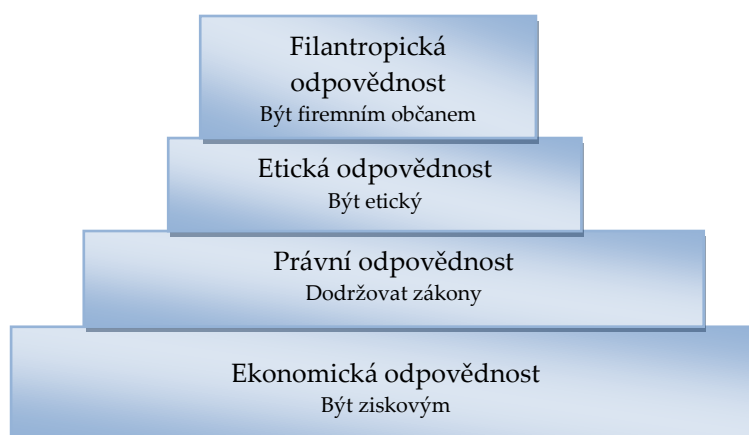 Filantropická
odpovědnost
Být firemním občanem
Etická odpovědnost
Být etický
Právní odpovědnost
Dodržovat zákony
Ekonomická odpovědnost
Být ziskovým